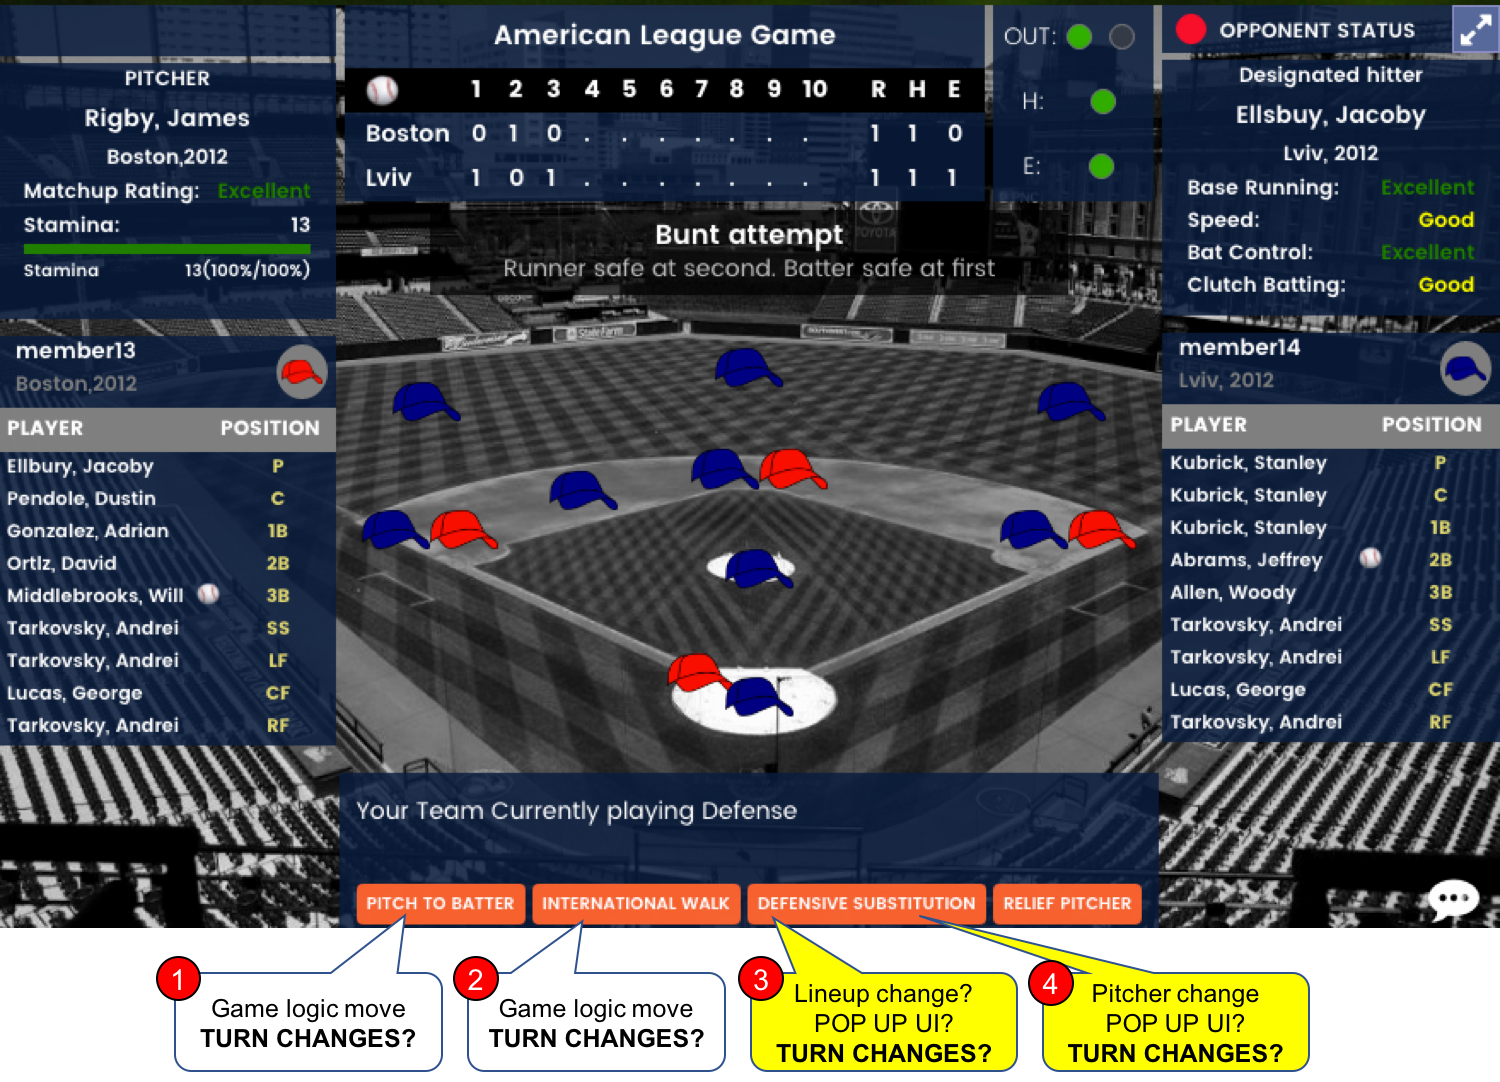 American League Game
1 2 3 4 5 6 7 8 9 10 R H E
Boston 0 1 0 . . . . . . . 1 1 0
Lviv 1 0 1 . . . . . . . 1 1 1
OUT:
H:
E:
OPPONENT STATUS
PITCHER
Rigby, James
Boston,2012
Matchup Rating: Excellent
Stamina: 13
Stamina 13(100%/100%)
Designated hitter
Ellsbuy, Jacoby
Lviv, 2012
Base Running: Excellent
Speed: Good
Bat Control: Excellent
Clutch Batting: Good
TOYOTA
Bunt attempt
Runner safe at second. Batter safe at first
StateFarm
member13
Boston,2012
PLAYER POSITION
Ellbury, Jacoby P
Pendole, Dustin C
Gonzalez, Adrian 1B
Ortlz, David 2B
Middlebrooks, Will 3B
Tarkovsky, Andrei SS
Tarkovsky, Andrei LF
Lucas, George CF
Tarkovsky, Andrei RF
member14
Lviv, 2012
PLAYER POSITION
Kubrick, Stanley P
Kubrick, Stanley C
Kubrick, Stanley 1B
Abrams, Jeffrey 2B
Allen, Woody 3B
Tarkovsky, Andrei SS
Tarkovsky, Andrei LF
Lucas, George CF
Tarkovsky, Andrei RF
Your Team Currently playing Defense
PITCH TO BATTER
INTERNATIONAL WALK
DEFENSIVE SUBSTITUTION
RELIEF PITCHER
1
Game logic move
TURN CHANGES?
2
Game logic move
TURN CHANGES?
3
Lineup change?
POP UP UI?
TURN CHANGES?
4
Pitcher change
POP UP UI?
TURN CHANGES?